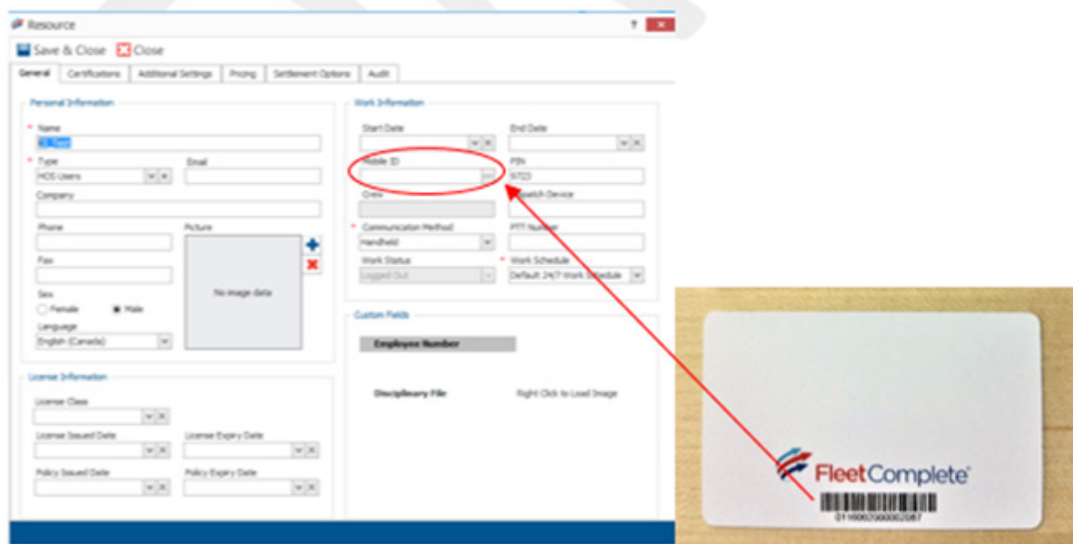 Resource
?
Save & Close Close
General Certifications Additional Settings Pricing Settlement Options Audit
Personal Information
* Name
* Type Email
HOS Users
Company
Phone Picture
Fax
No image data
Sex
Female Male
Language
English (Canada)
License Information
License Class
License Issued Date License Expiry Date
Policy Issued Date Policy Expiry Date
Work Information
Start Date End Date
Mobile ID PIN
Crew Dispatch Device
* Communication Method PTT Number
Handheld
Work Status * Work Schedule
Logged Out Default 24/7 Work Schedule
Custom Fields
Employee Number
Disciplinary File Right Click to Load Image
FleetComplete